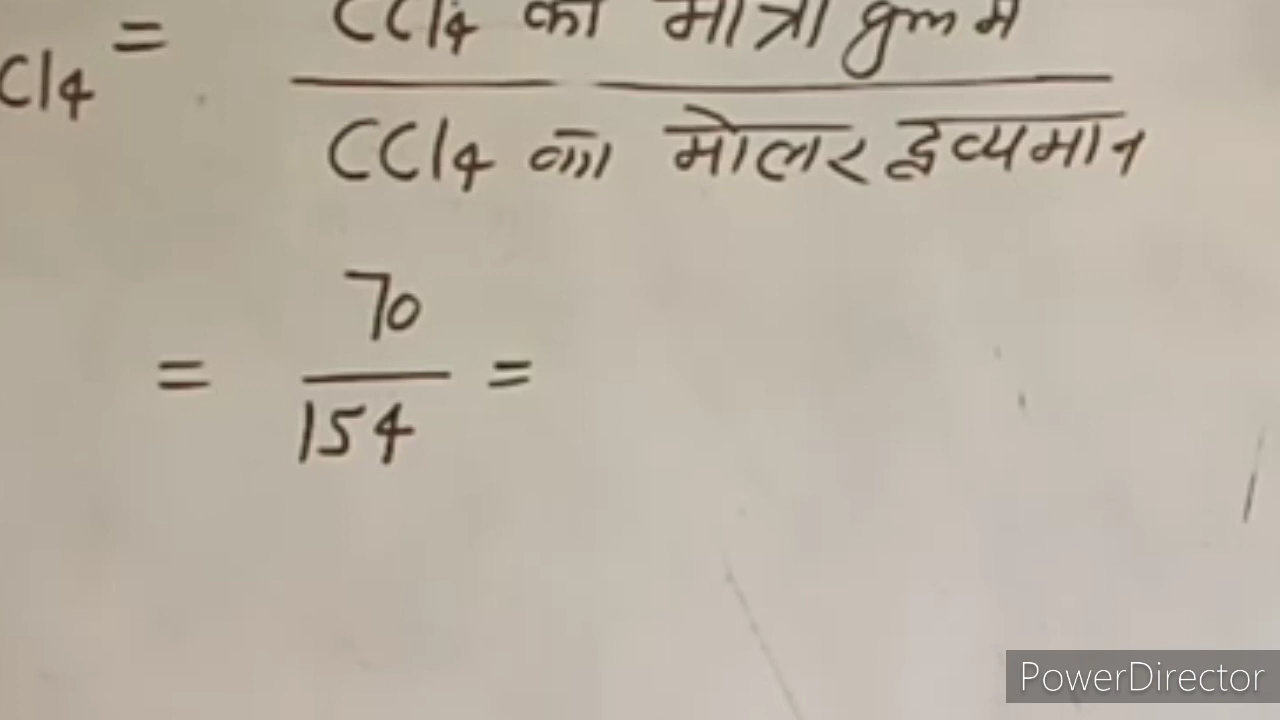 CCl4 की मात्रा ग्राम में
Cl4 =
CCl4 का मोलर द्रव्यमान
70
= =
154
PowerDirector